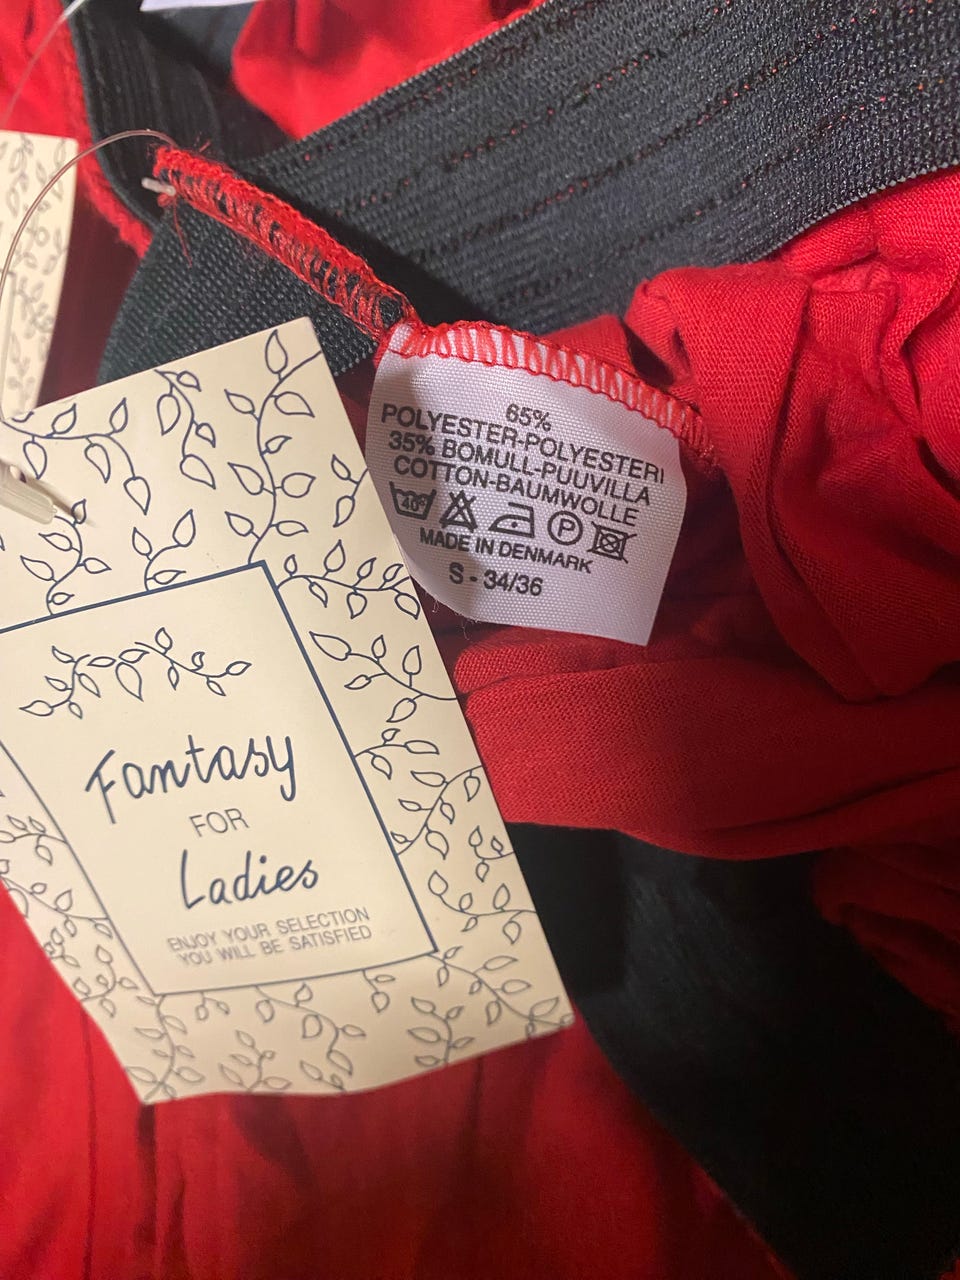 65%
POLYESTER-POLYESTERI
35% BOMULL-PUUVILLA
COTTON-BAUMWOLLE
40°
P
MADE IN DENMARK
S - 34/36
Fantasy
FOR
Ladies
ENJOY YOUR SELECTION
YOU WILL BE SATISFIED